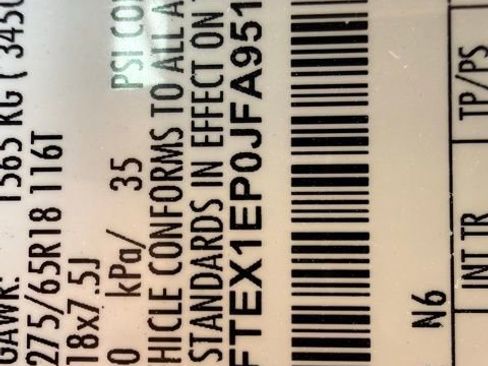 GAWR: 1565 KG ( 3450
275/65R18 116T
18x7.5J
0 kPa/ 35 PSI COL
HICLE CONFORMS TO ALL A
STANDARDS IN EFFECT ON
FTEX1EP0JFA951
N6
INT TR TP/PS